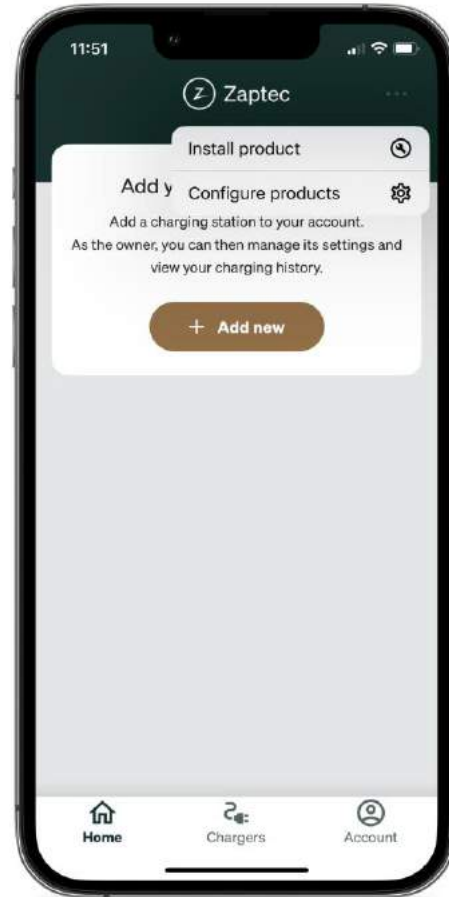 11:51
Zaptec
Install product
Configure products
Add y
Add a charging station to your account.
As the owner, you can then manage its settings and
view your charging history.
+ Add new
Home
Chargers
Account